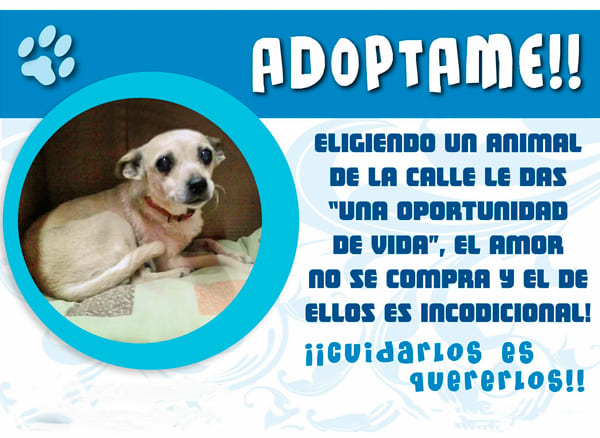 ADOPTAME!!
ELIGIENDO UN ANIMAL
DE LA CALLE LE DAS
"UNA OPORTUNIDAD
DE VIDA", EL AMOR
NO SE COMPRA Y EL DE
ELLOS ES INCODICIONAL!
¡¡cuidarlos es
quererlos!!